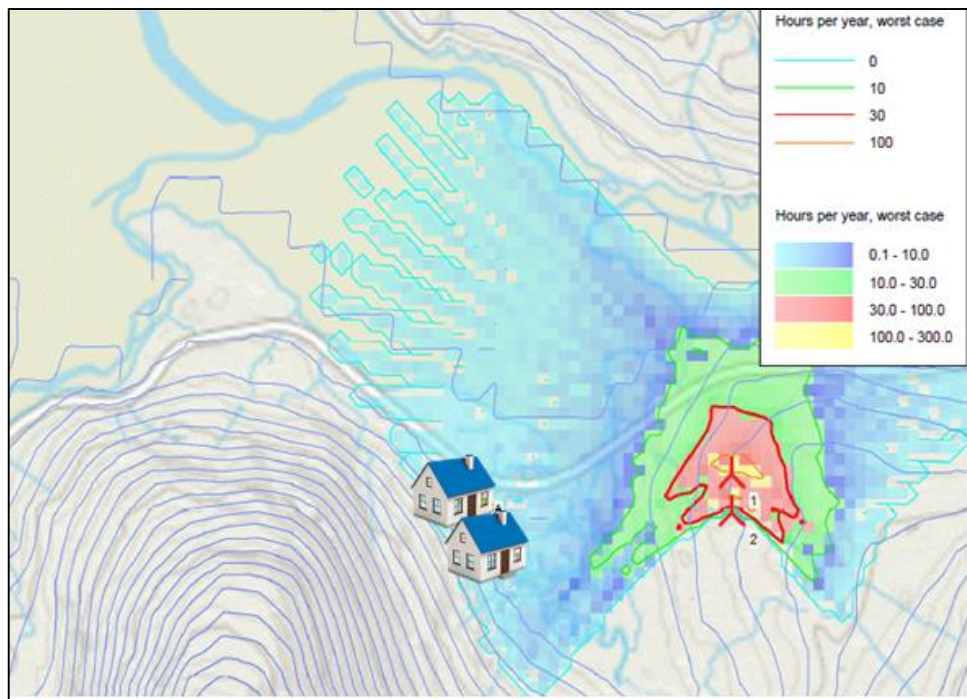 Hours per year, worst case
0
10
30
100
Hours per year, worst case
0.1 - 10.0
10.0 - 30.0
30.0 - 100.0
100.0 - 300.0
1
2